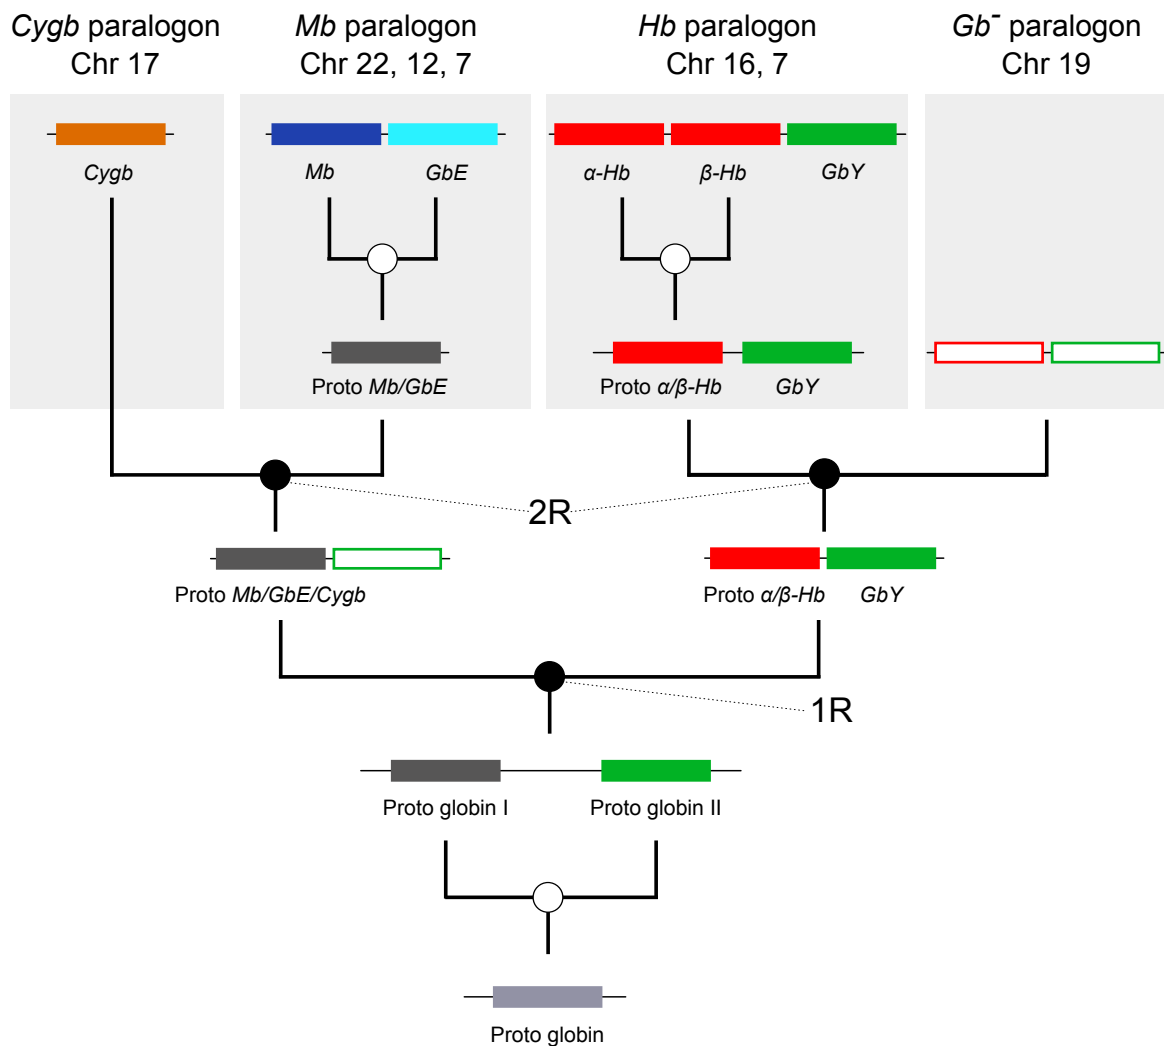 Cygb paralogon
Chr 17
Mb paralogon
Chr 22, 12, 7
Hb paralogon
Chr 16, 7
Gb⁻ paralogon
Chr 19
Cygb
Mb
GbE
α-Hb
β-Hb
GbY
Proto Mb/GbE
Proto α/β-Hb
GbY
2R
Proto Mb/GbE/Cygb
Proto α/β-Hb
GbY
1R
Proto globin I
Proto globin II
Proto globin